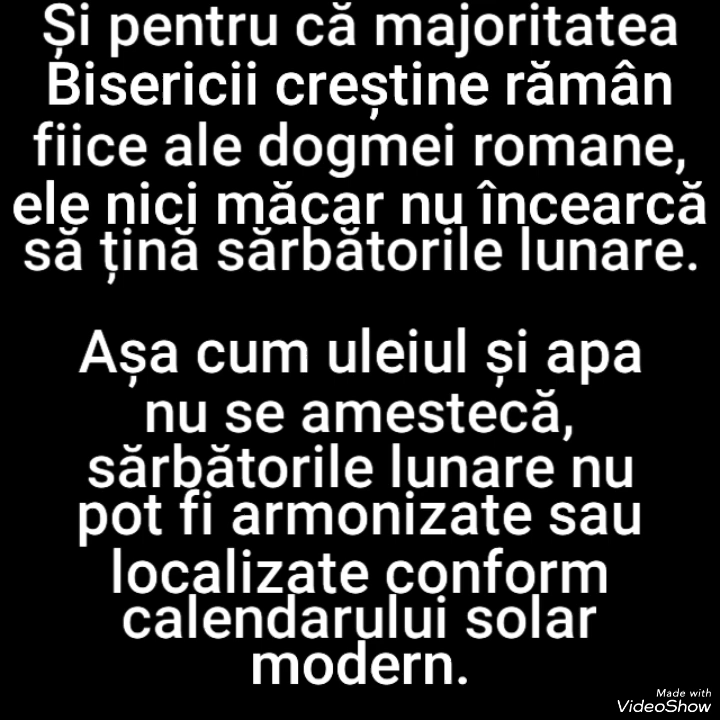 Și pentru că majoritatea
Bisericii creștine rămân
fiice ale dogmei romane,
ele nici măcar nu încearcă
să țină sărbătorile lunare.
Așa cum uleiul și apa
nu se amestecă,
sărbătorile lunare nu
pot fi armonizate sau
localizate conform
calendarului solar
modern.
Made with
VideoShow